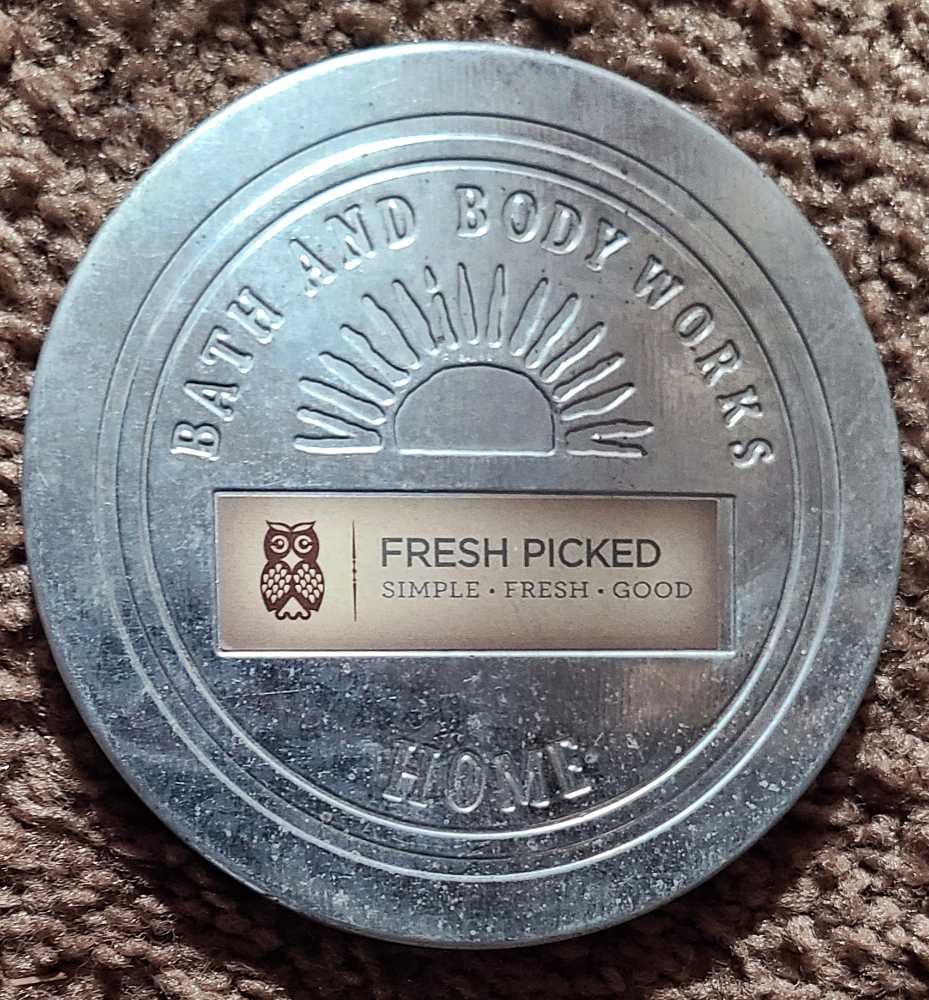 BATH AND BODY WORKS
FRESH PICKED
SIMPLE • FRESH • GOOD
HOME